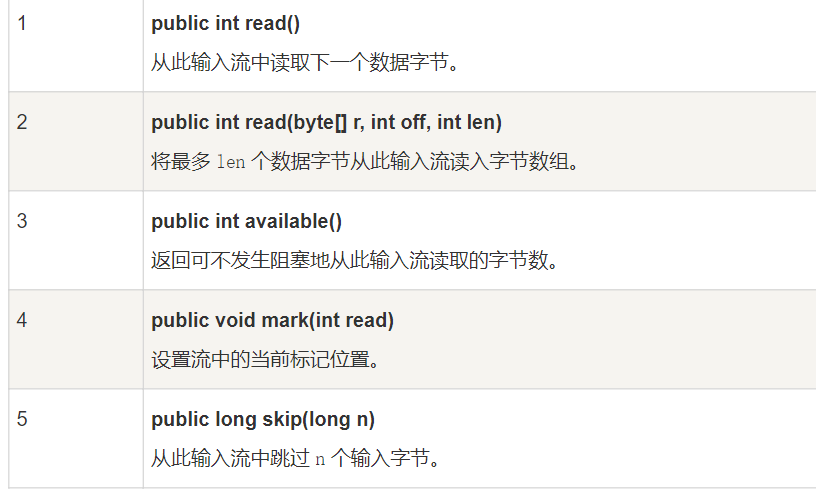 1
public int read()
从此输入流中读取下一个数据字节。
2
public int read(byte[] r, int off, int len)
将最多 len 个数据字节从此输入流读入字节数组。
3
public int available()
返回可不发生阻塞地从此输入流读取的字节数。
4
public void mark(int read)
设置流中的当前标记位置。
5
public long skip(long n)
从此输入流中跳过 n 个输入字节。